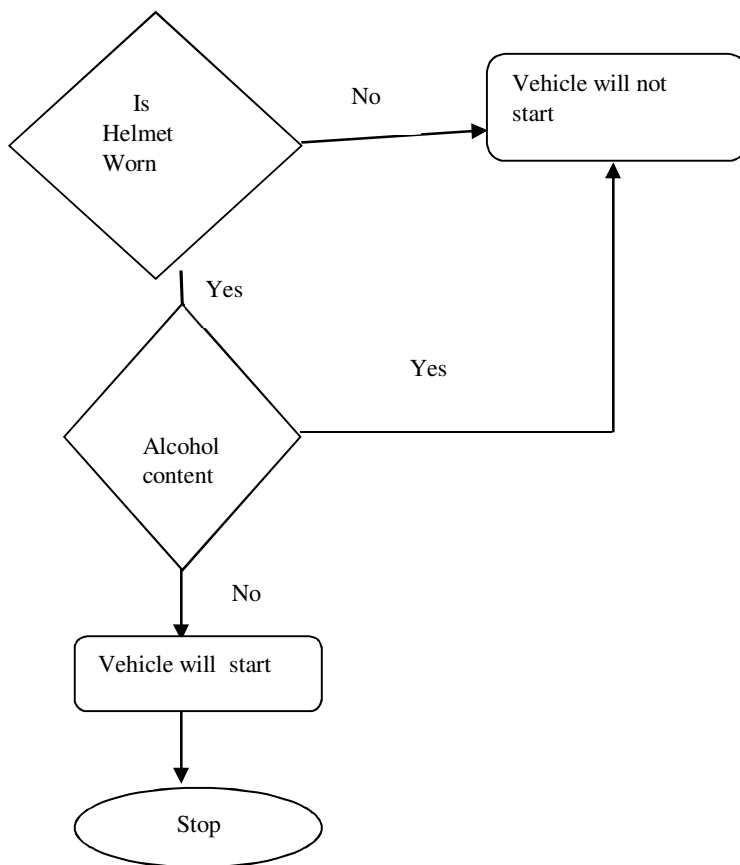 Is
Helmet
Worn
No
Vehicle will not
start
Yes
Yes
Alcohol
content
No
Vehicle will  start
Stop